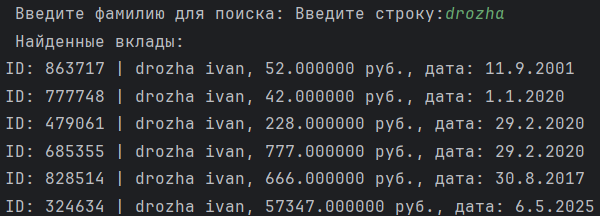 Введите фамилию для поиска: Введите строку:drozha
Найденные вклады:
ID: 863717 | drozha ivan, 52.000000 руб., дата: 11.9.2001
ID: 777748 | drozha ivan, 42.000000 руб., дата: 1.1.2020
ID: 479061 | drozha ivan, 228.000000 руб., дата: 29.2.2020
ID: 685355 | drozha ivan, 777.000000 руб., дата: 29.2.2020
ID: 828514 | drozha ivan, 666.000000 руб., дата: 30.8.2017
ID: 324634 | drozha ivan, 57347.000000 руб., дата: 6.5.2025